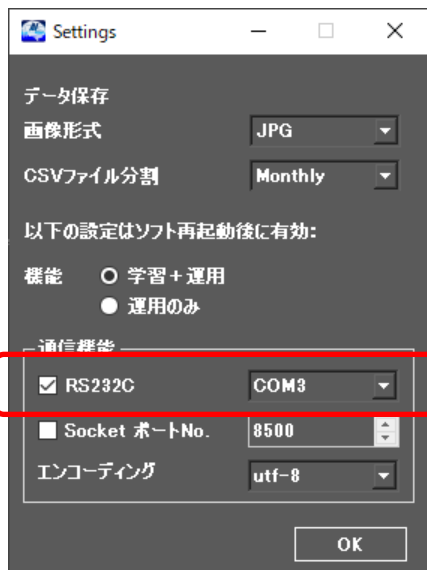 Settings
データ保存
画像形式 JPG
CSVファイル分割 Monthly
以下の設定はソフト再起動後に有効:
機能 学習+運用
運用のみ
通信機能
RS232C COM3
Socket ポートNo. 8500
エンコーディング utf-8
OK